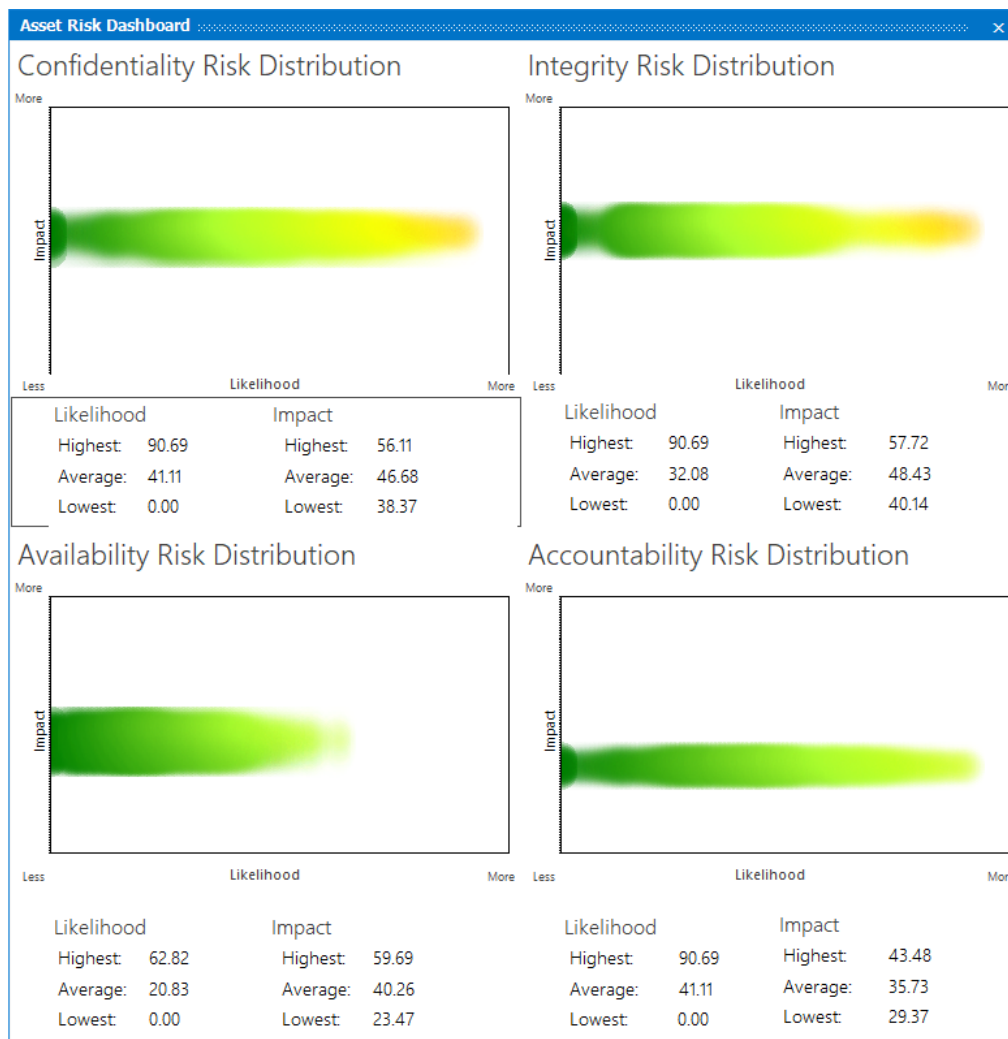 Asset Risk Dashboard
Confidentiality Risk Distribution
More
Impact
Less Likelihood More
Likelihood Impact
Highest: 90.69 Highest: 56.11
Average: 41.11 Average: 46.68
Lowest: 0.00 Lowest: 38.37
Integrity Risk Distribution
More
Impact
Less Likelihood Mor
Likelihood Impact
Highest: 90.69 Highest: 57.72
Average: 32.08 Average: 48.43
Lowest: 0.00 Lowest: 40.14
Availability Risk Distribution
More
Impact
Less Likelihood More
Likelihood Impact
Highest: 62.82 Highest: 59.69
Average: 20.83 Average: 40.26
Lowest: 0.00 Lowest: 23.47
Accountability Risk Distribution
More
Impact
Less Likelihood Mor
Likelihood Impact
Highest: 90.69 Highest: 43.48
Average: 41.11 Average: 35.73
Lowest: 0.00 Lowest: 29.37